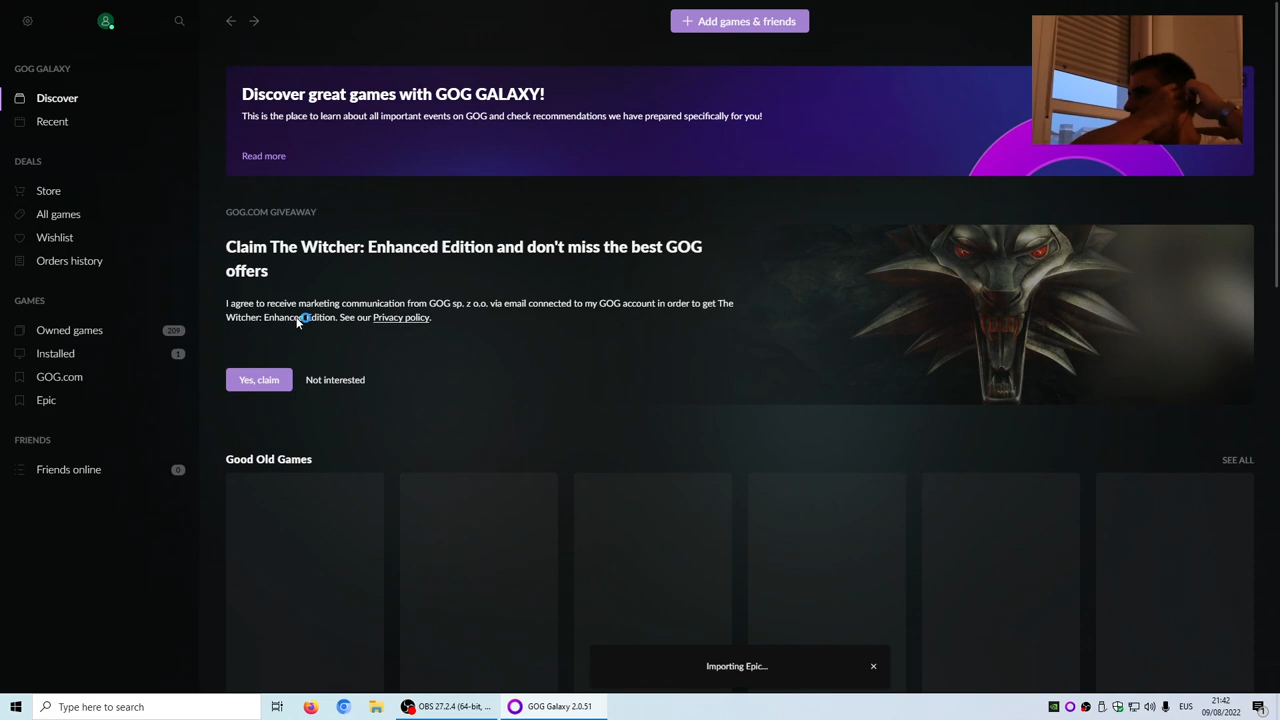 Add games & friends
GOG GALAXY
Discover
Recent
DEALS
Store
All games
Wishlist
Orders history
GAMES
Owned games 209
Installed 1
GOG.com
Epic
FRIENDS
Friends online 0
Discover great games with GOG GALAXY!
This is the place to learn about all important events on GOG and check recommendations we have prepared specifically for you!
Read more
GOG.COM GIVEAWAY
Claim The Witcher: Enhanced Edition and don't miss the best GOG
offers
I agree to receive marketing communication from GOG sp. z o.o. via email connected to my GOG account in order to get The
Witcher: Enhanced Edition. See our Privacy policy.
Yes, claim Not interested
Good Old Games SEE ALL
Importing Epic...
Type here to search
OBS 27.2.4 (64-bit, ...
GOG Galaxy 2.0.51
EUS
21:42
09/08/2022
1